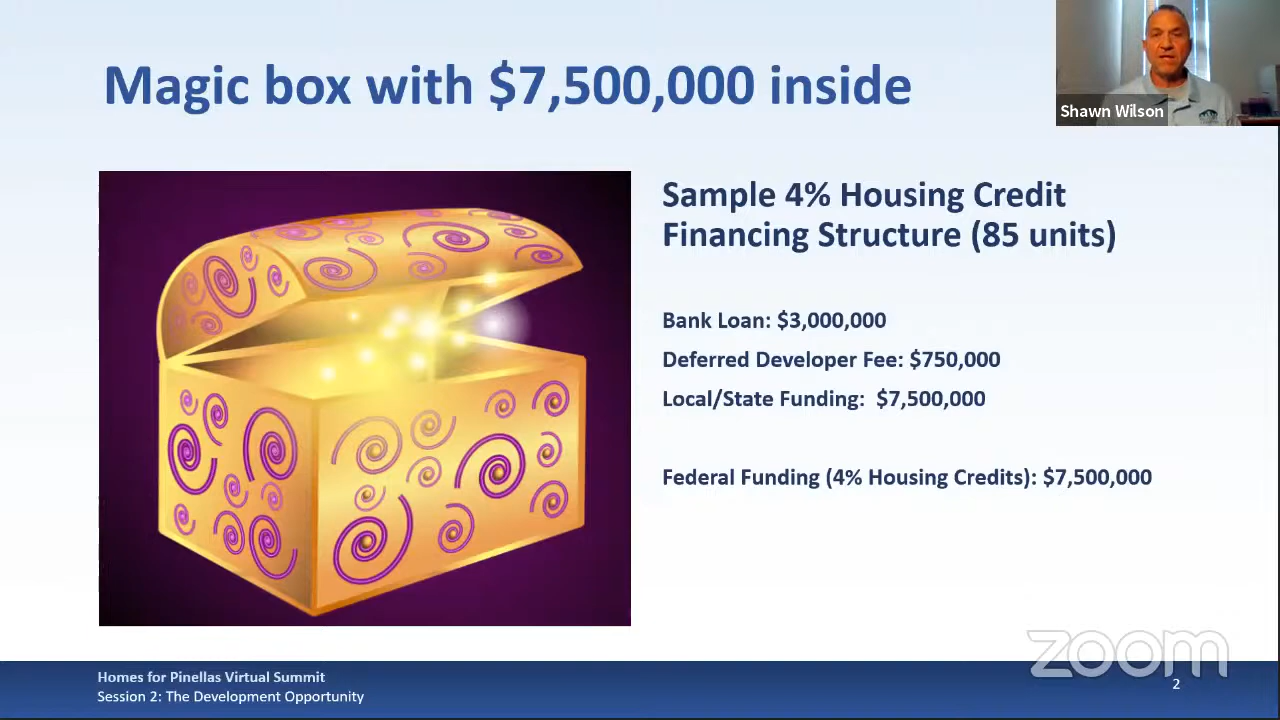 Magic box with $7,500,000 inside
Shawn Wilson
Sample 4% Housing Credit
Financing Structure (85 units)
Bank Loan: $3,000,000
Deferred Developer Fee: $750,000
Local/State Funding: $7,500,000
Federal Funding (4% Housing Credits): $7,500,000
zoom
Homes for Pinellas Virtual Summit
Session 2: The Development Opportunity
2